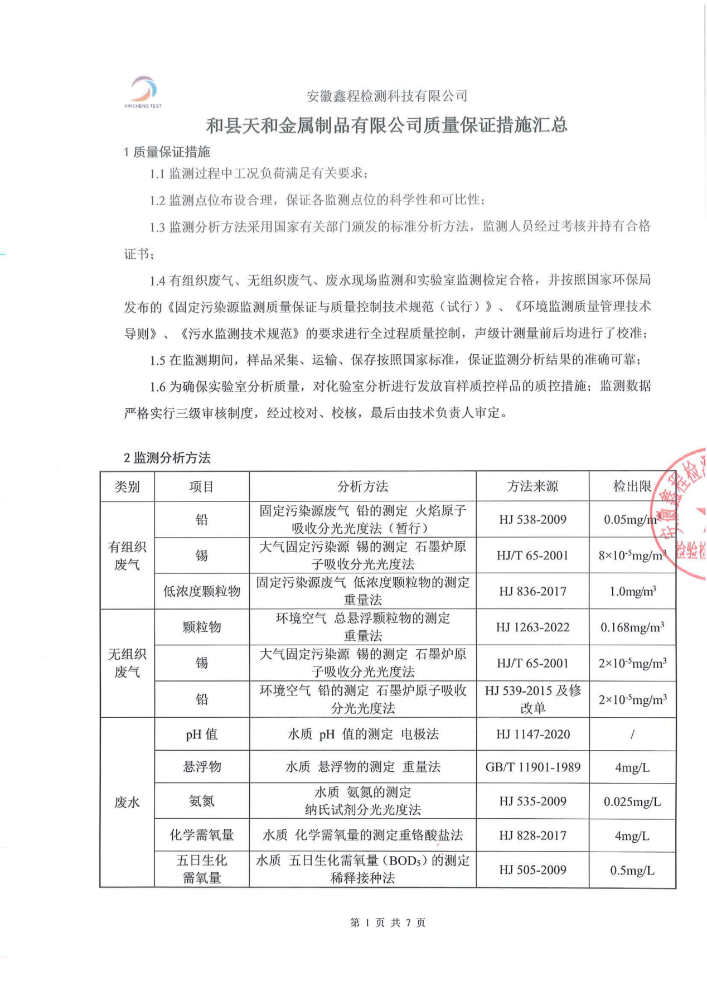 XINCHENG TEST
安徽鑫程检测科技有限公司
和县天和金属制品有限公司质量保证措施汇总
1 质量保证措施
1.1 监测过程中工况负荷满足有关要求；
1.2 监测点位布设合理，保证各监测点位的科学性和可比性；
1.3 监测分析方法采用国家有关部门颁发的标准分析方法，监测人员经过考核并持有合格
证书；
1.4 有组织废气、无组织废气、废水现场监测和实验室监测检定合格，并按照国家环保局
发布的《固定污染源监测质量保证与质量控制技术规范（试行）》、《环境监测质量管理技术
导则》、《污水监测技术规范》的要求进行全过程质量控制，声级计测量前后均进行了校准；
1.5 在监测期间，样品采集、运输、保存按照国家标准，保证监测分析结果的准确可靠；
1.6 为确保实验室分析质量，对化验室分析进行发放盲样质控样品的质控措施；监测数据
严格实行三级审核制度，经过校对、校核，最后由技术负责人审定。
2 监测分析方法
类别 项目 分析方法 方法来源 检出限
有组织
废气
铅
固定污染源废气 铅的测定 火焰原子
吸收分光光度法（暂行）
HJ 538-2009
0.05mg/m³
锡
大气固定污染源 锡的测定 石墨炉原
子吸收分光光度法
HJ/T 65-2001
8×10⁻⁵mg/m³
低浓度颗粒物
固定污染源废气 低浓度颗粒物的测定
重量法
HJ 836-2017
1.0mg/m³
无组织
废气
颗粒物
环境空气 总悬浮颗粒物的测定
重量法
HJ 1263-2022
0.168mg/m³
锡
大气固定污染源 锡的测定 石墨炉原
子吸收分光光度法
HJ/T 65-2001
2×10⁻⁵mg/m³
铅
环境空气 铅的测定 石墨炉原子吸收
分光光度法
HJ 539-2015 及修
改单
2×10⁻⁵mg/m³
废水
pH 值
水质 pH 值的测定 电极法
HJ 1147-2020
/
悬浮物
水质 悬浮物的测定 重量法
GB/T 11901-1989
4mg/L
氨氮
水质 氨氮的测定
纳氏试剂分光光度法
HJ 535-2009
0.025mg/L
化学需氧量
水质 化学需氧量的测定重铬酸盐法
HJ 828-2017
4mg/L
五日生化
需氧量
水质 五日生化需氧量（BOD₅）的测定
稀释接种法
HJ 505-2009
0.5mg/L
安徽鑫程检
检验
第 1 页 共 7 页